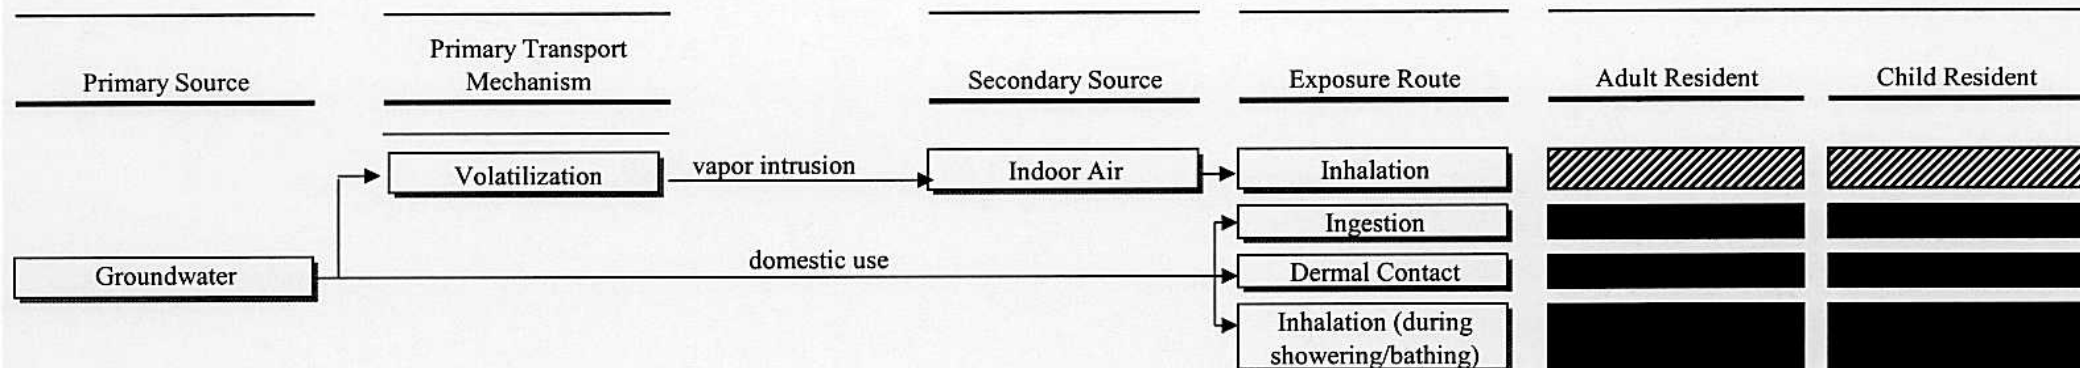 Primary Transport
Mechanism
Primary Source
Secondary Source
Exposure Route
Adult Resident
Child Resident
Volatilization
vapor intrusion
Indoor Air
Inhalation
Ingestion
Groundwater
domestic use
Dermal Contact
Inhalation (during
showering/bathing)